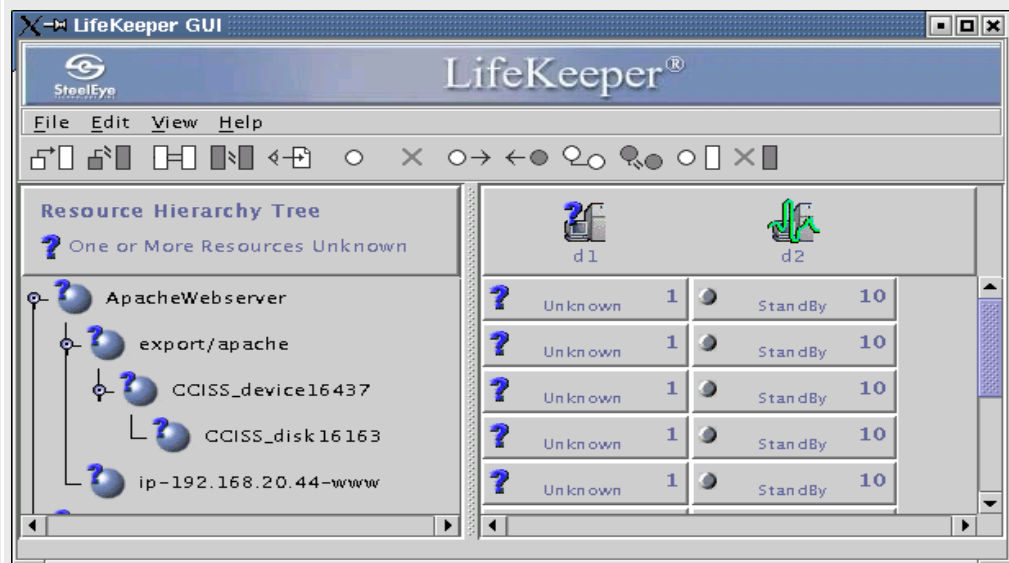 LifeKeeper GUI
SteelEye
LifeKeeper®
File Edit View Help
Resource Hierarchy Tree
? One or More Resources Unknown
d1
d2
ApacheWebserver
? Unknown 1 StandBy 10
export/apache
? Unknown 1 StandBy 10
CCISS_device16437
? Unknown 1 StandBy 10
CCISS_disk16163
? Unknown 1 StandBy 10
ip-192.168.20.44-www
? Unknown 1 StandBy 10